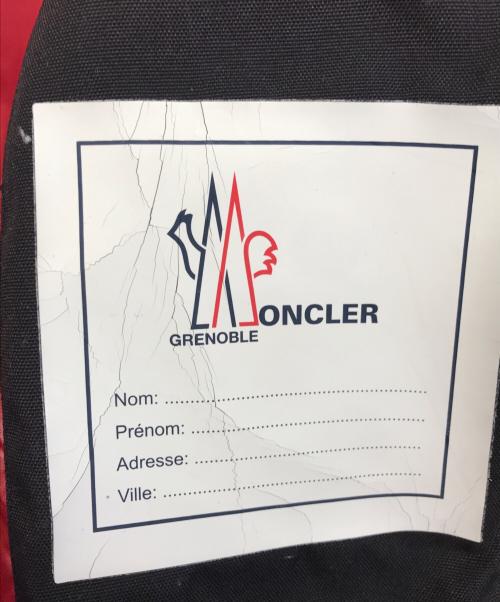 MONCLER
GRENOBLE
Nom: ....................................................
Prénom: ..............................................
Adresse: ............................................
Ville: ....................................................